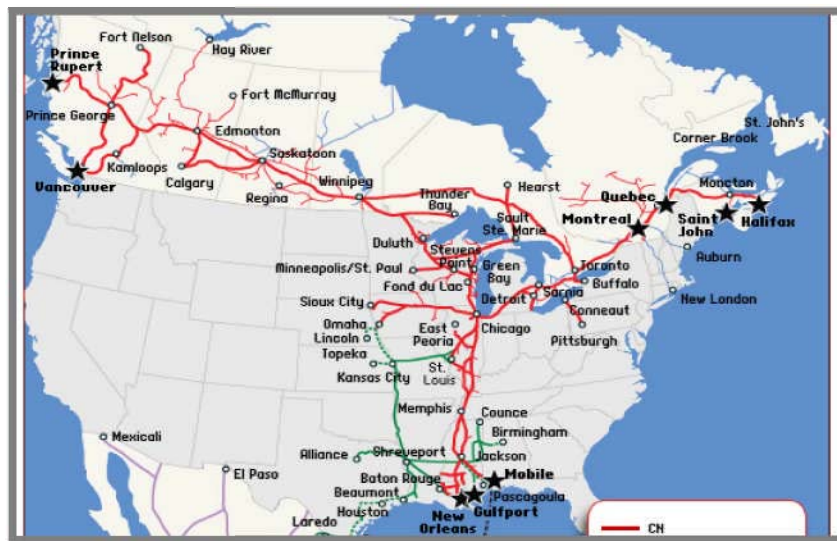 Fort Nelson
Hay River
Prince
Rupert
Fort McMurray
Prince George
Edmonton
St. John's
Corner Brook
Saskatoon
Kamloops
Calgary
Vancouver
Regina
Winnipeg
Thunder
Bay
Hearst
Quebec
Moncton
Sault
Ste. Marie
Montreal
Saint
John
Halifax
Duluth
Stevens
Point
Green
Bay
Minneapolis/St. Paul
Toronto
Auburn
Fond du Lac
Buffalo
Sarnia
Detroit
Sioux City
Conneaut
New London
Omaha
Lincoln
East
Peoria
Chicago
Pittsburgh
Topeka
Kansas City
St.
Louis
Memphis
Counce
Birmingham
Mexicali
Alliance
Shreveport
Jackson
El Paso
Baton Rouge
Mobile
Beaumont
Pascagoula
Houston
New
Orleans
Gulfport
Laredo
CN